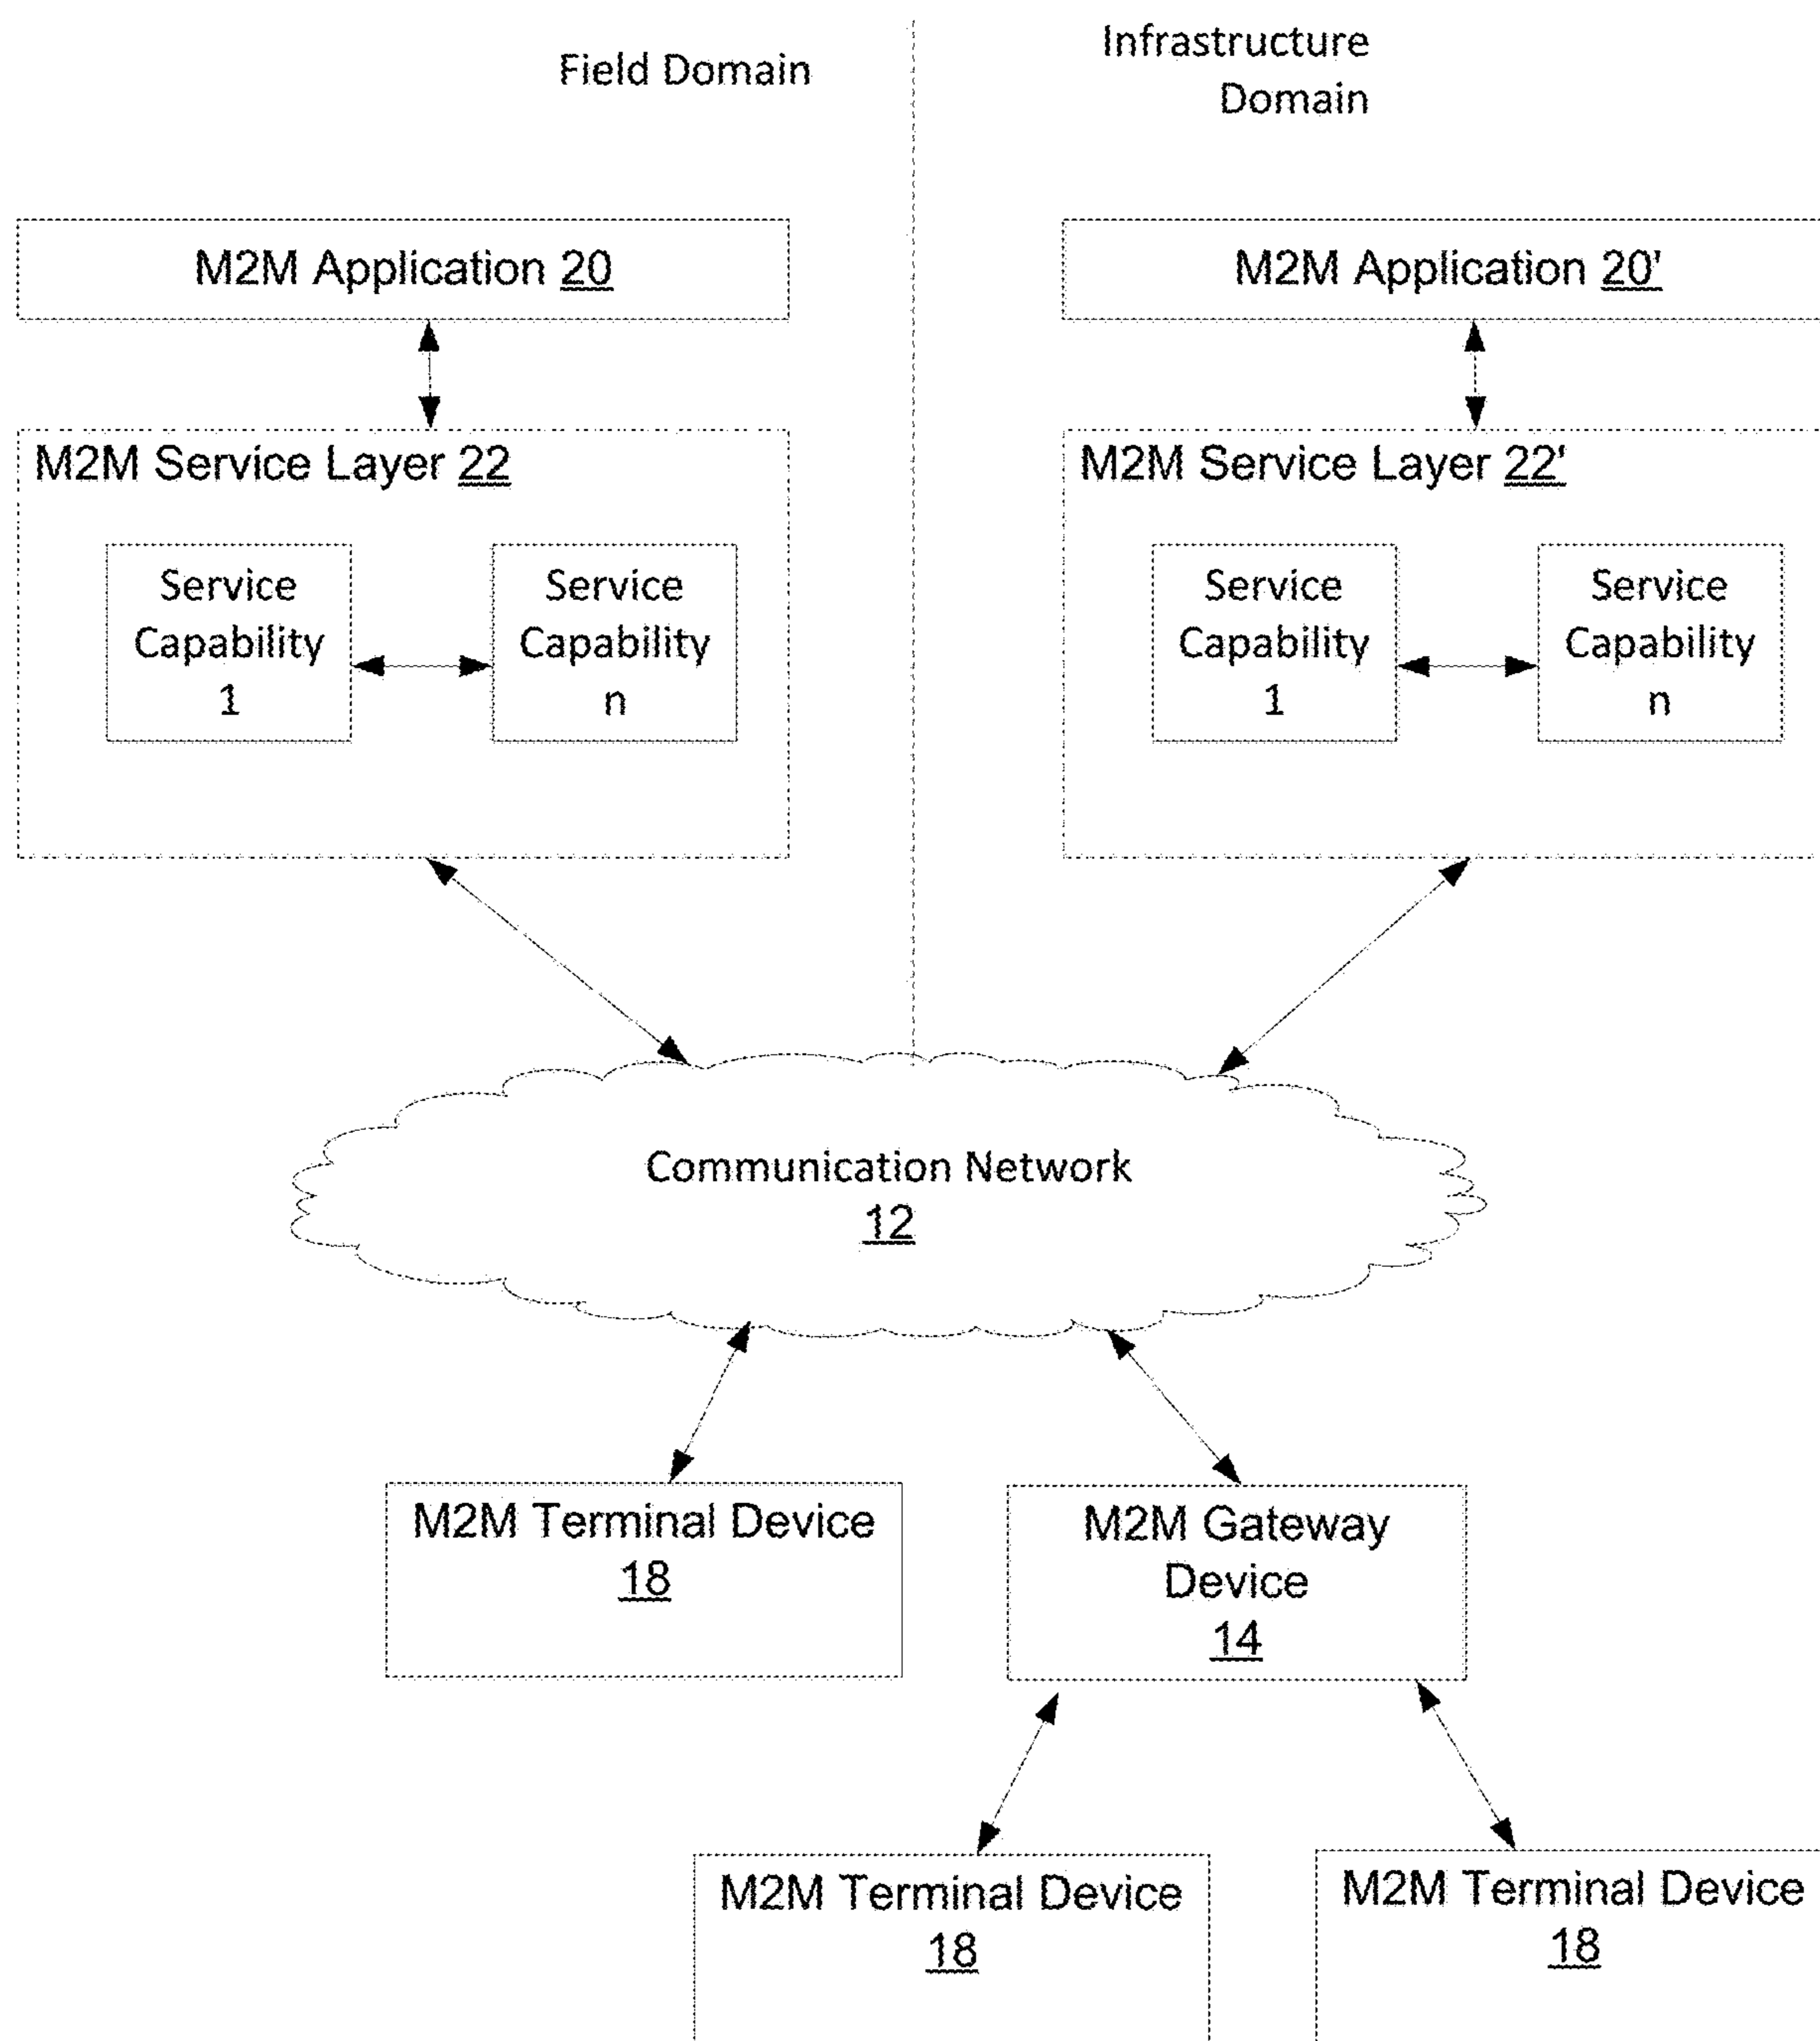 Field Domain
Infrastructure
Domain
M2M Application 20
M2M Application 20'
M2M Service Layer 22
Service
Capability
1
Service
Capability
n
M2M Service Layer 22'
Service
Capability
1
Service
Capability
n
Communication Network
12
M2M Terminal Device
18
M2M Gateway
Device
14
M2M Terminal Device
18
M2M Terminal Device
18